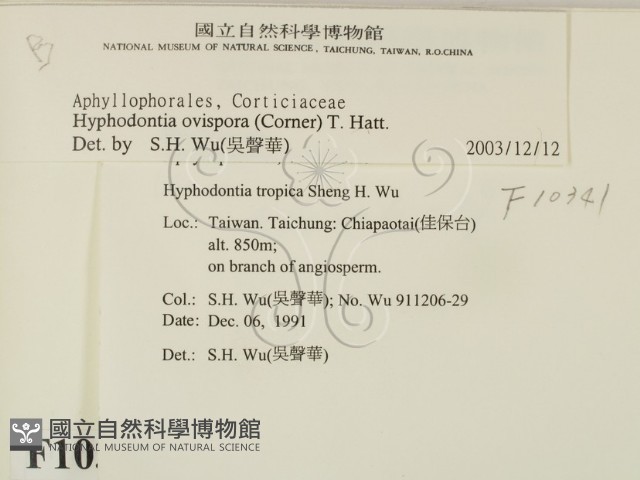 國立自然科學博物館
NATIONAL MUSEUM OF NATURAL SCIENCE, TAICHUNG, TAIWAN, R.O.CHINA
Aphyllophorales, Corticiaceae
Hyphodontia ovispora (Corner) T. Hatt.
Det. by S.H. Wu(吳聲華) 2003/12/12
Hyphodontia tropica Sheng H. Wu
F10341
Loc.: Taiwan. Taichung: Chiapaotai(佳保台)
alt. 850m;
on branch of angiosperm.
Col.: S.H. Wu(吳聲華); No. Wu 911206-29
Date: Dec. 06, 1991
Det.: S.H. Wu(吳聲華)
國立自然科學博物館
NATIONAL MUSEUM OF NATURAL SCIENCE
F10